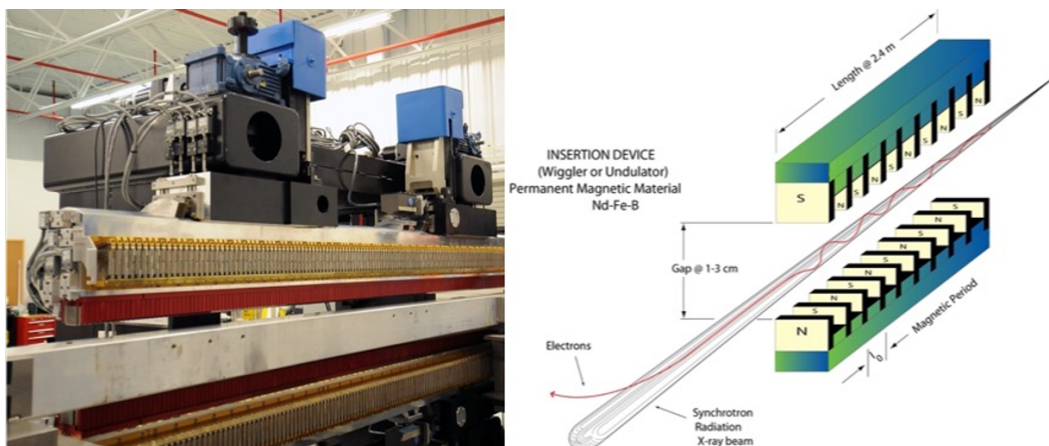 Length @ 2.4 m
INSERTION DEVICE
(Wiggler or Undulator)
Permanent Magnetic Material
Nd-Fe-B
S
N
S
N
S
N
S
N
S
N
Gap @ 1-3 cm
S
N
S
N
S
N
S
N
S
N
Magnetic Period
l0
Electrons
Synchrotron
Radiation
X-ray beam